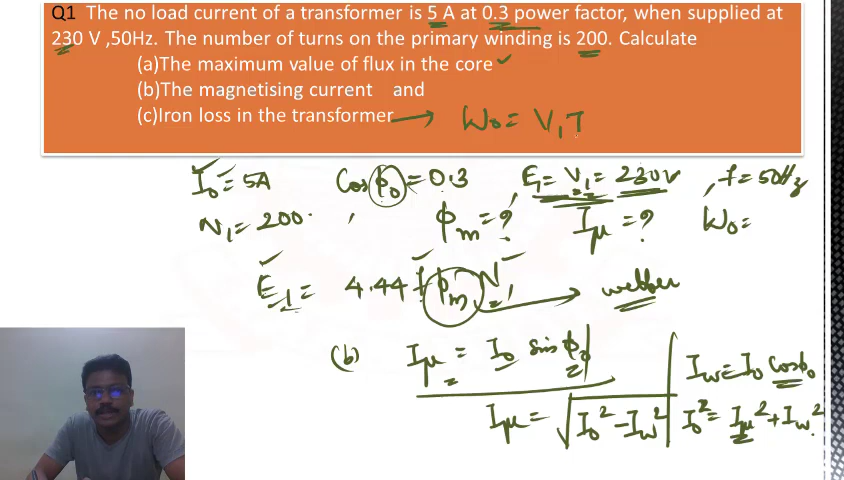 Q1 The no load current of a transformer is 5 A at 0.3 power factor, when supplied at
230 V ,50Hz. The number of turns on the primary winding is 200. Calculate
(a)The maximum value of flux in the core
(b)The magnetising current and
(c)Iron loss in the transformer → W₀ = V₁ I
I₀ = 5A cos ϕ₀ = 0.3 , E₁ = V₁ = 230V , f = 50Hz
N₁ = 200 , ϕm = ? Iμ = ? W₀ =
E₁ = 4.44 f ϕm N₁ → webber
(b) Iμ = I₀ sin ϕ₀
Iw = I₀ cos ϕ₀
Iμ = √I₀² − Iw² I₀² = Iμ² + Iw²